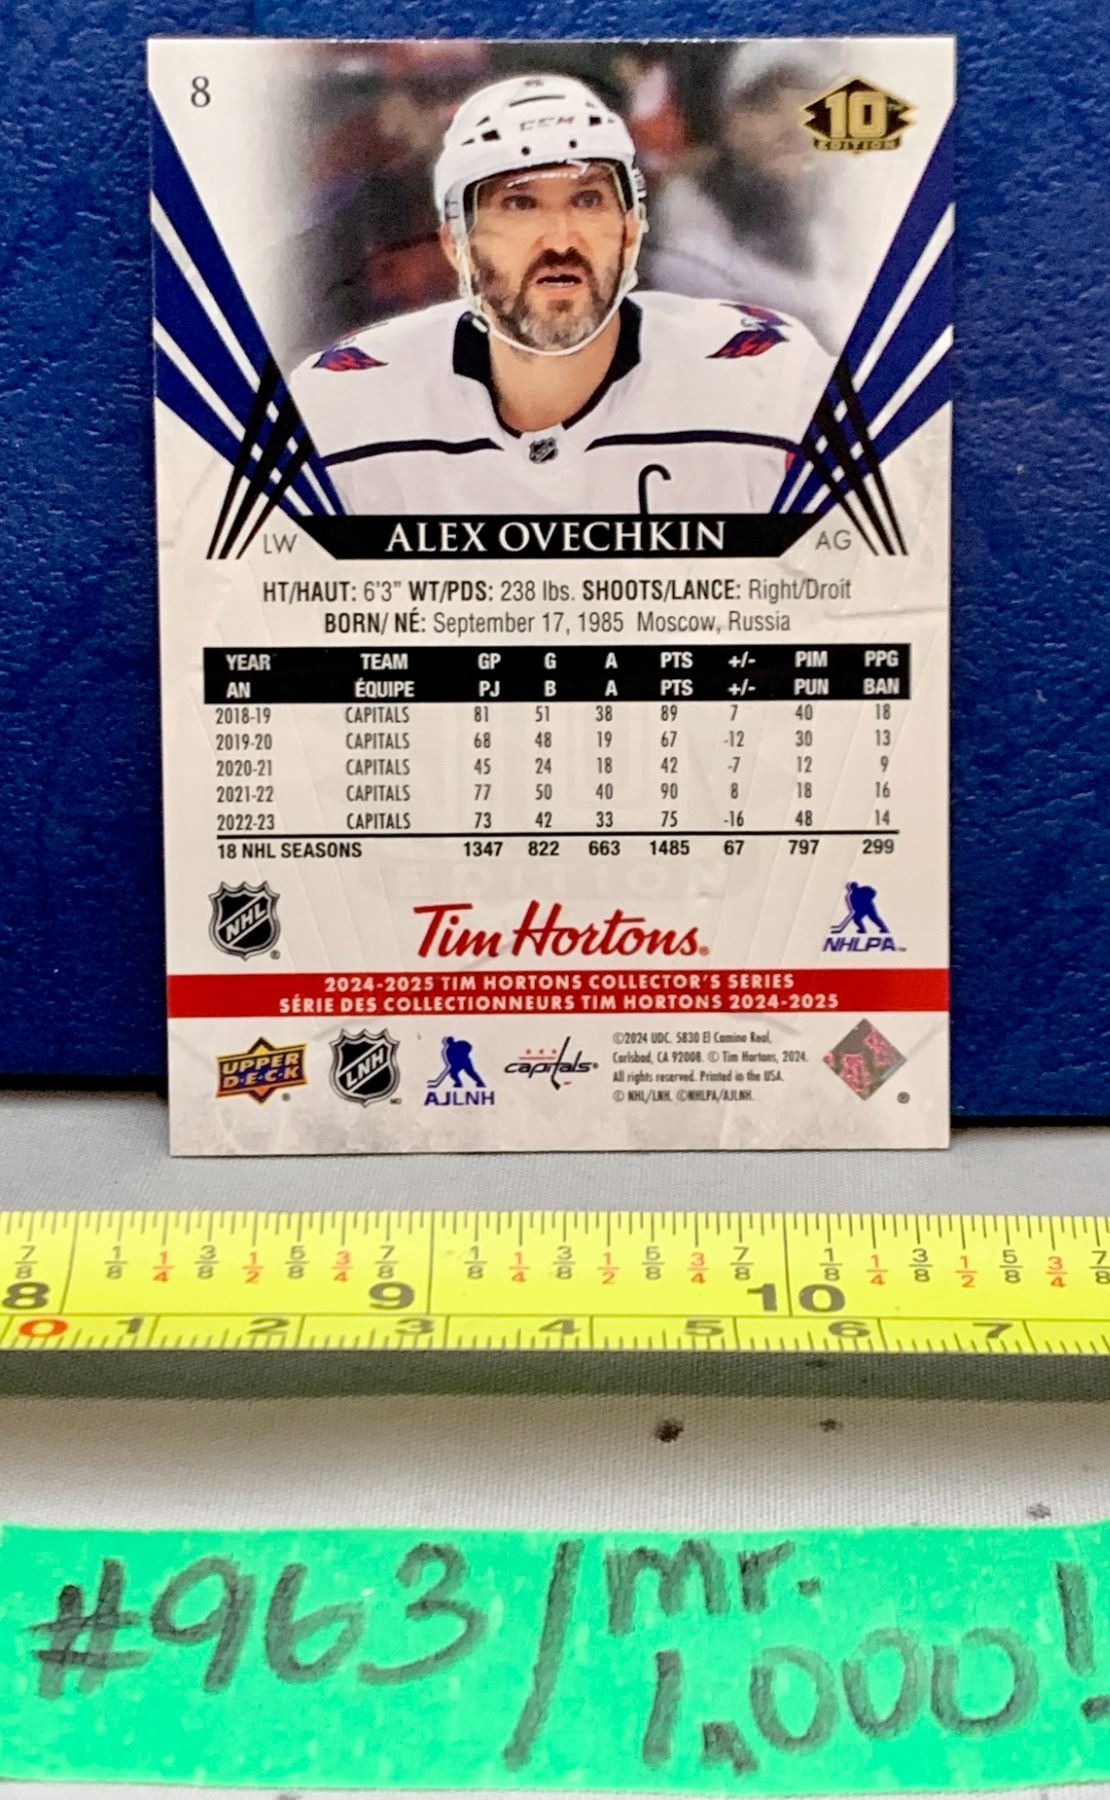 8
10TH
EDITION
CCM
LW ALEX OVECHKIN AG
HT/HAUT: 6'3" WT/PDS: 238 lbs. SHOOTS/LANCE: Right/Droit
BORN/ NÉ: September 17, 1985 Moscow, Russia
YEAR TEAM GP G A PTS +/- PIM PPG
AN ÉQUIPE PJ B A PTS +/- PUN BAN
2018-19 CAPITALS 81 51 38 89 7 40 18
2019-20 CAPITALS 68 48 19 67 -12 30 13
2020-21 CAPITALS 45 24 18 42 -7 12 9
2021-22 CAPITALS 77 50 40 90 8 18 16
2022-23 CAPITALS 73 42 33 75 -16 48 14
18 NHL SEASONS 1347 822 663 1485 67 797 299
NHL ® Tim Hortons® NHLPA™
2024-2025 TIM HORTONS COLLECTOR'S SERIES
SÉRIE DES COLLECTIONNEURS TIM HORTONS 2024-2025
UPPER DECK ® LNH MD AJLNH capitals®
©2024 UDC. 5830 El Camino Real,
Carlsbad, CA 92008. © Tim Hortons, 2024.
All rights reserved. Printed in the USA.
© NHL/LNH. ©NHLPA/AJLNH.
®
7/8 1/8 1/4 3/8 1/2 5/8 3/4 7/8 1/8 1/4 3/8 1/2 5/8 3/4 7/8 1/8 1/4 3/8 1/2 5/8 3/4 7/8
8 9 10
0 1 2 3 4 5 6 7
#963/mr.
1,000!